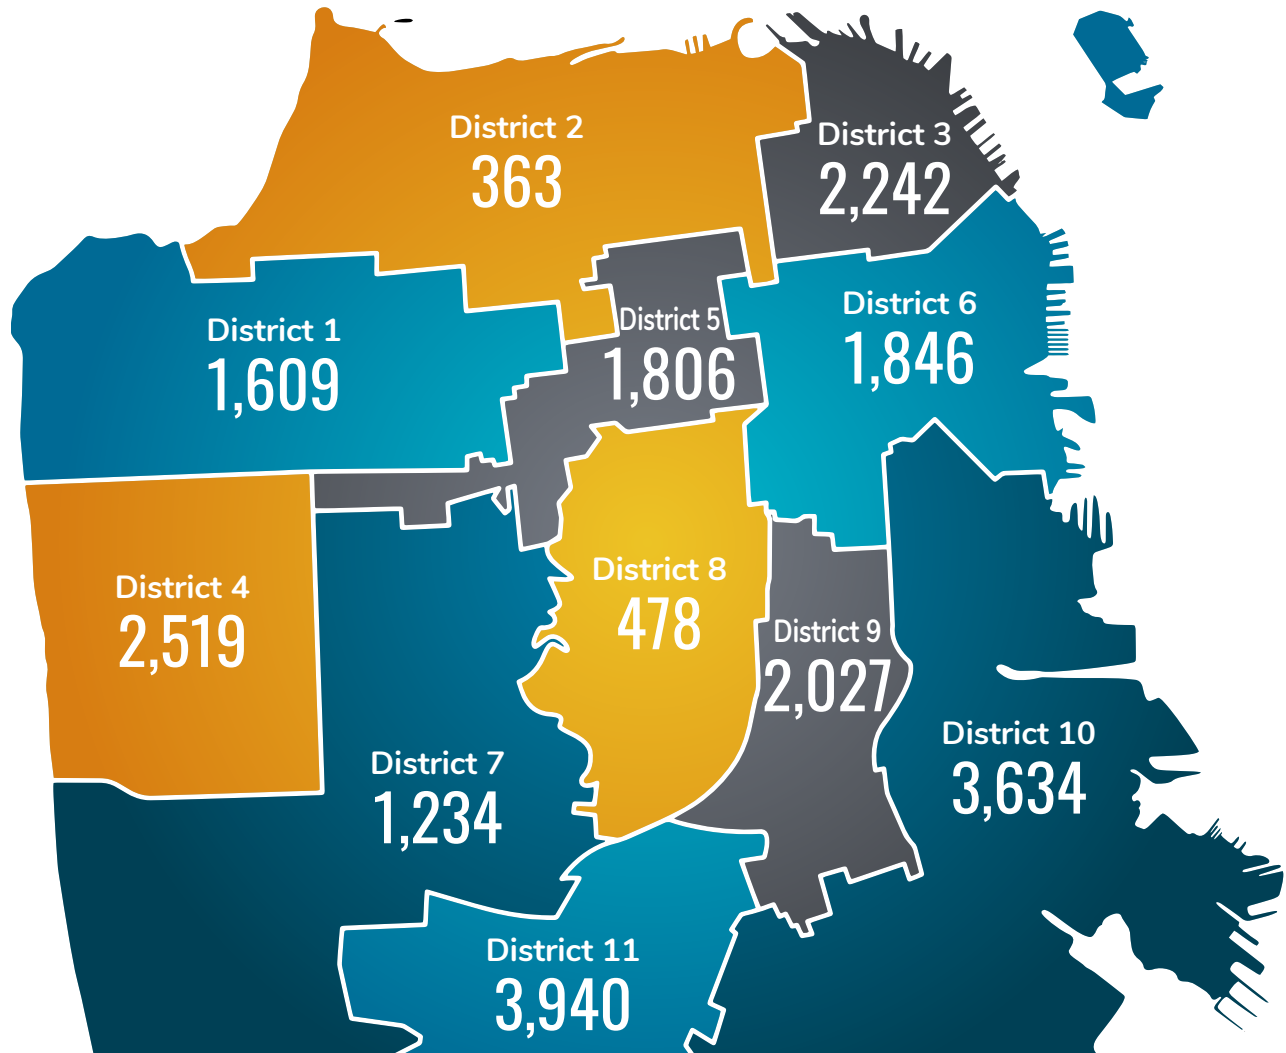 District 2
363
District 3
2,242
District 1
1,609
District 5
1,806
District 6
1,846
District 4
2,519
District 8
478
District 9
2,027
District 7
1,234
District 10
3,634
District 11
3,940